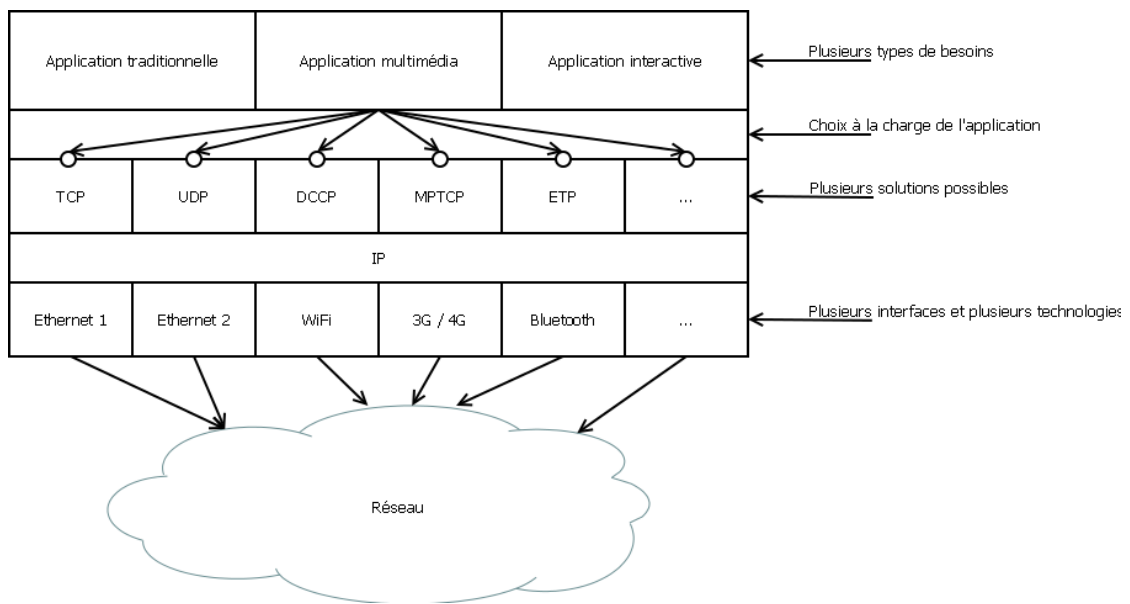 Application traditionnelle
Application multimédia
Application interactive
Plusieurs types de besoins
Choix à la charge de l'application
TCP
UDP
DCCP
MPTCP
ETP
...
Plusieurs solutions possibles
IP
Ethernet 1
Ethernet 2
WiFi
3G / 4G
Bluetooth
...
Plusieurs interfaces et plusieurs technologies
Réseau